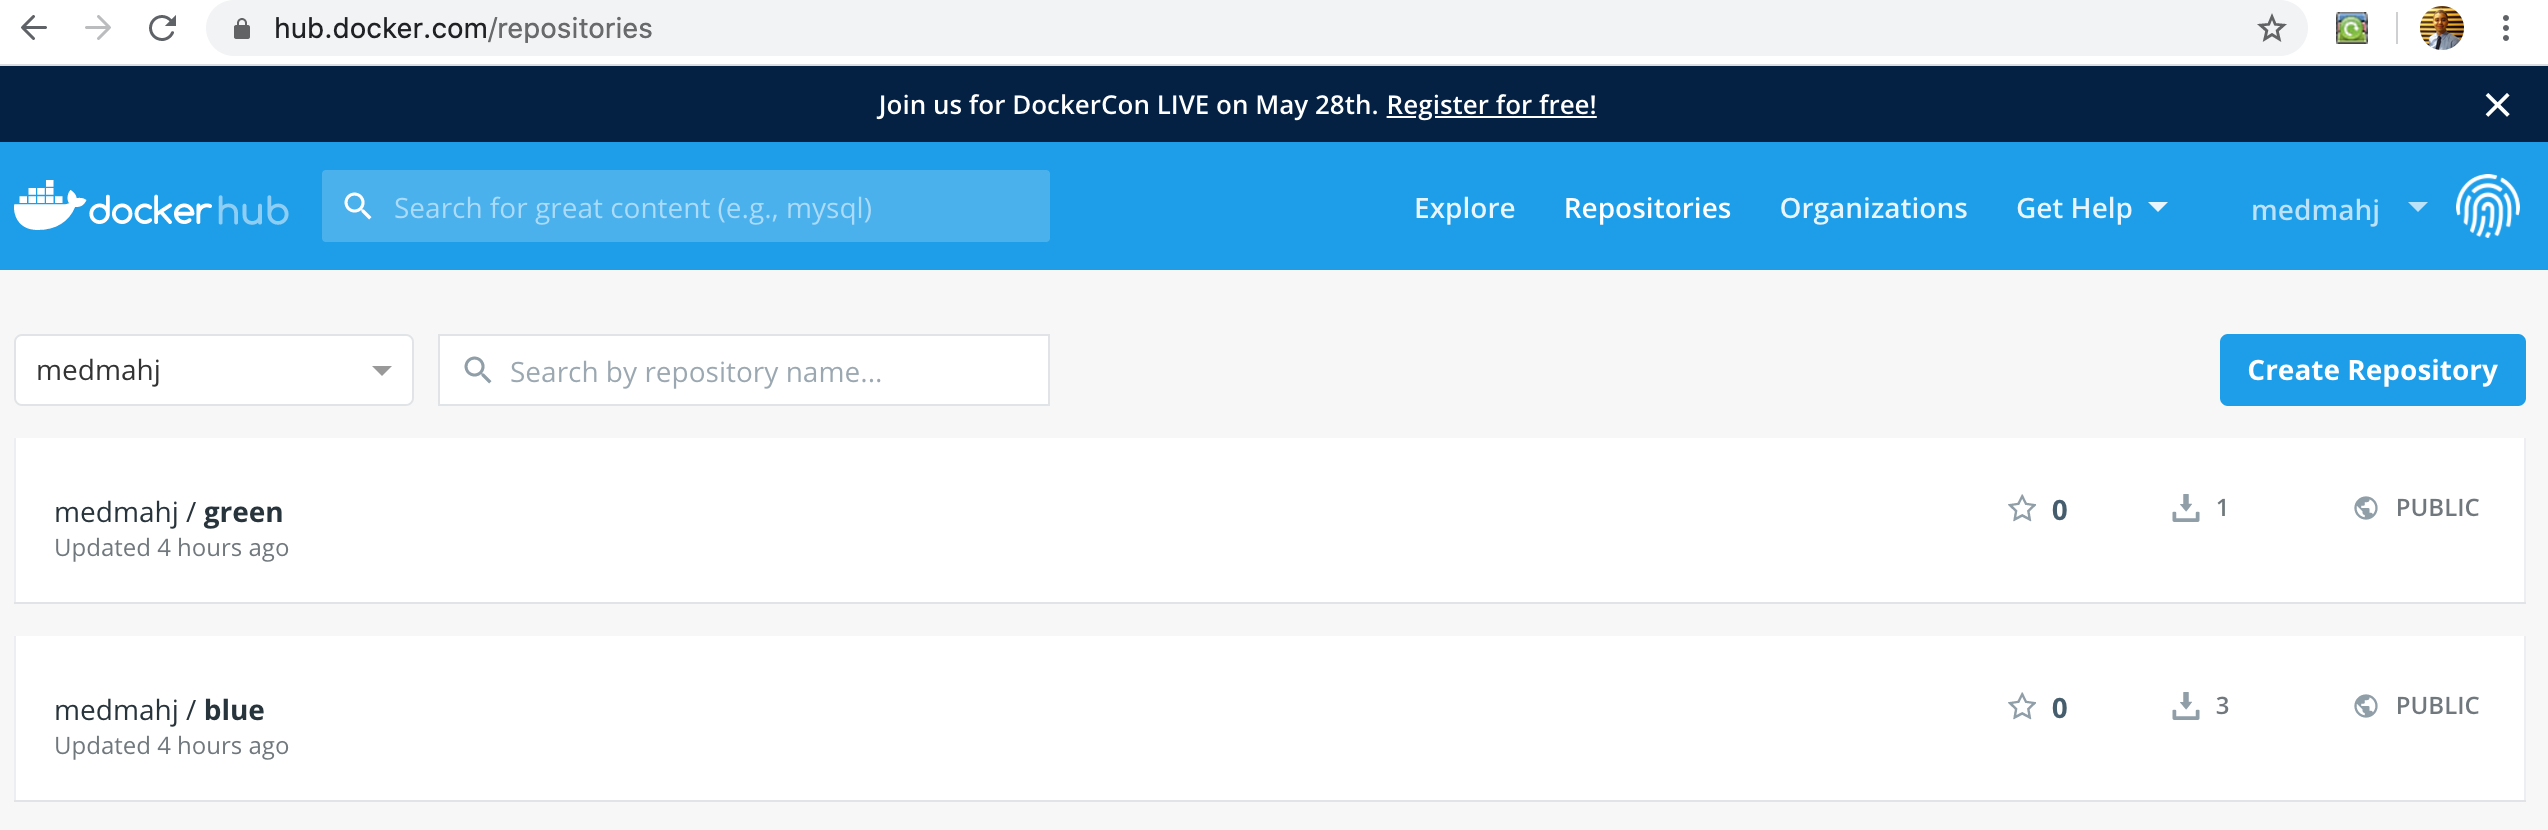 hub.docker.com/repositories
Join us for DockerCon LIVE on May 28th. Register for free!
dockerhub Search for great content (e.g., mysql) Explore Repositories Organizations Get Help medmahj
medmahj Search by repository name... Create Repository
medmahj / green 0 1 PUBLIC
Updated 4 hours ago
medmahj / blue 0 3 PUBLIC
Updated 4 hours ago